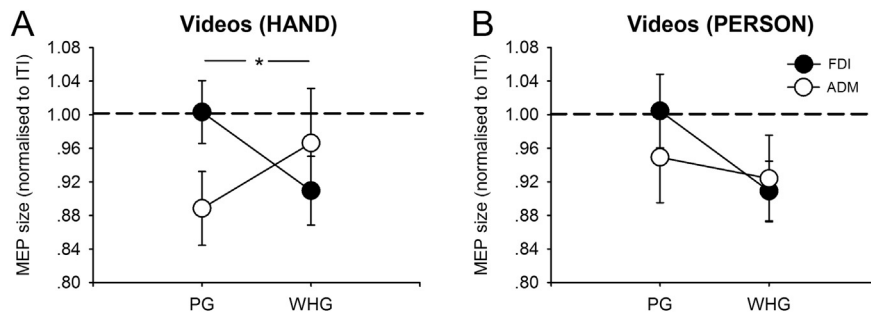 A
Videos (HAND)
MEP size (normalised to ITI)
1.08
1.04
1.00
.96
.92
.88
.84
.80
*
PG
WHG
B
Videos (PERSON)
MEP size (normalised to ITI)
1.08
1.04
1.00
.96
.92
.88
.84
.80
FDI
ADM
PG
WHG